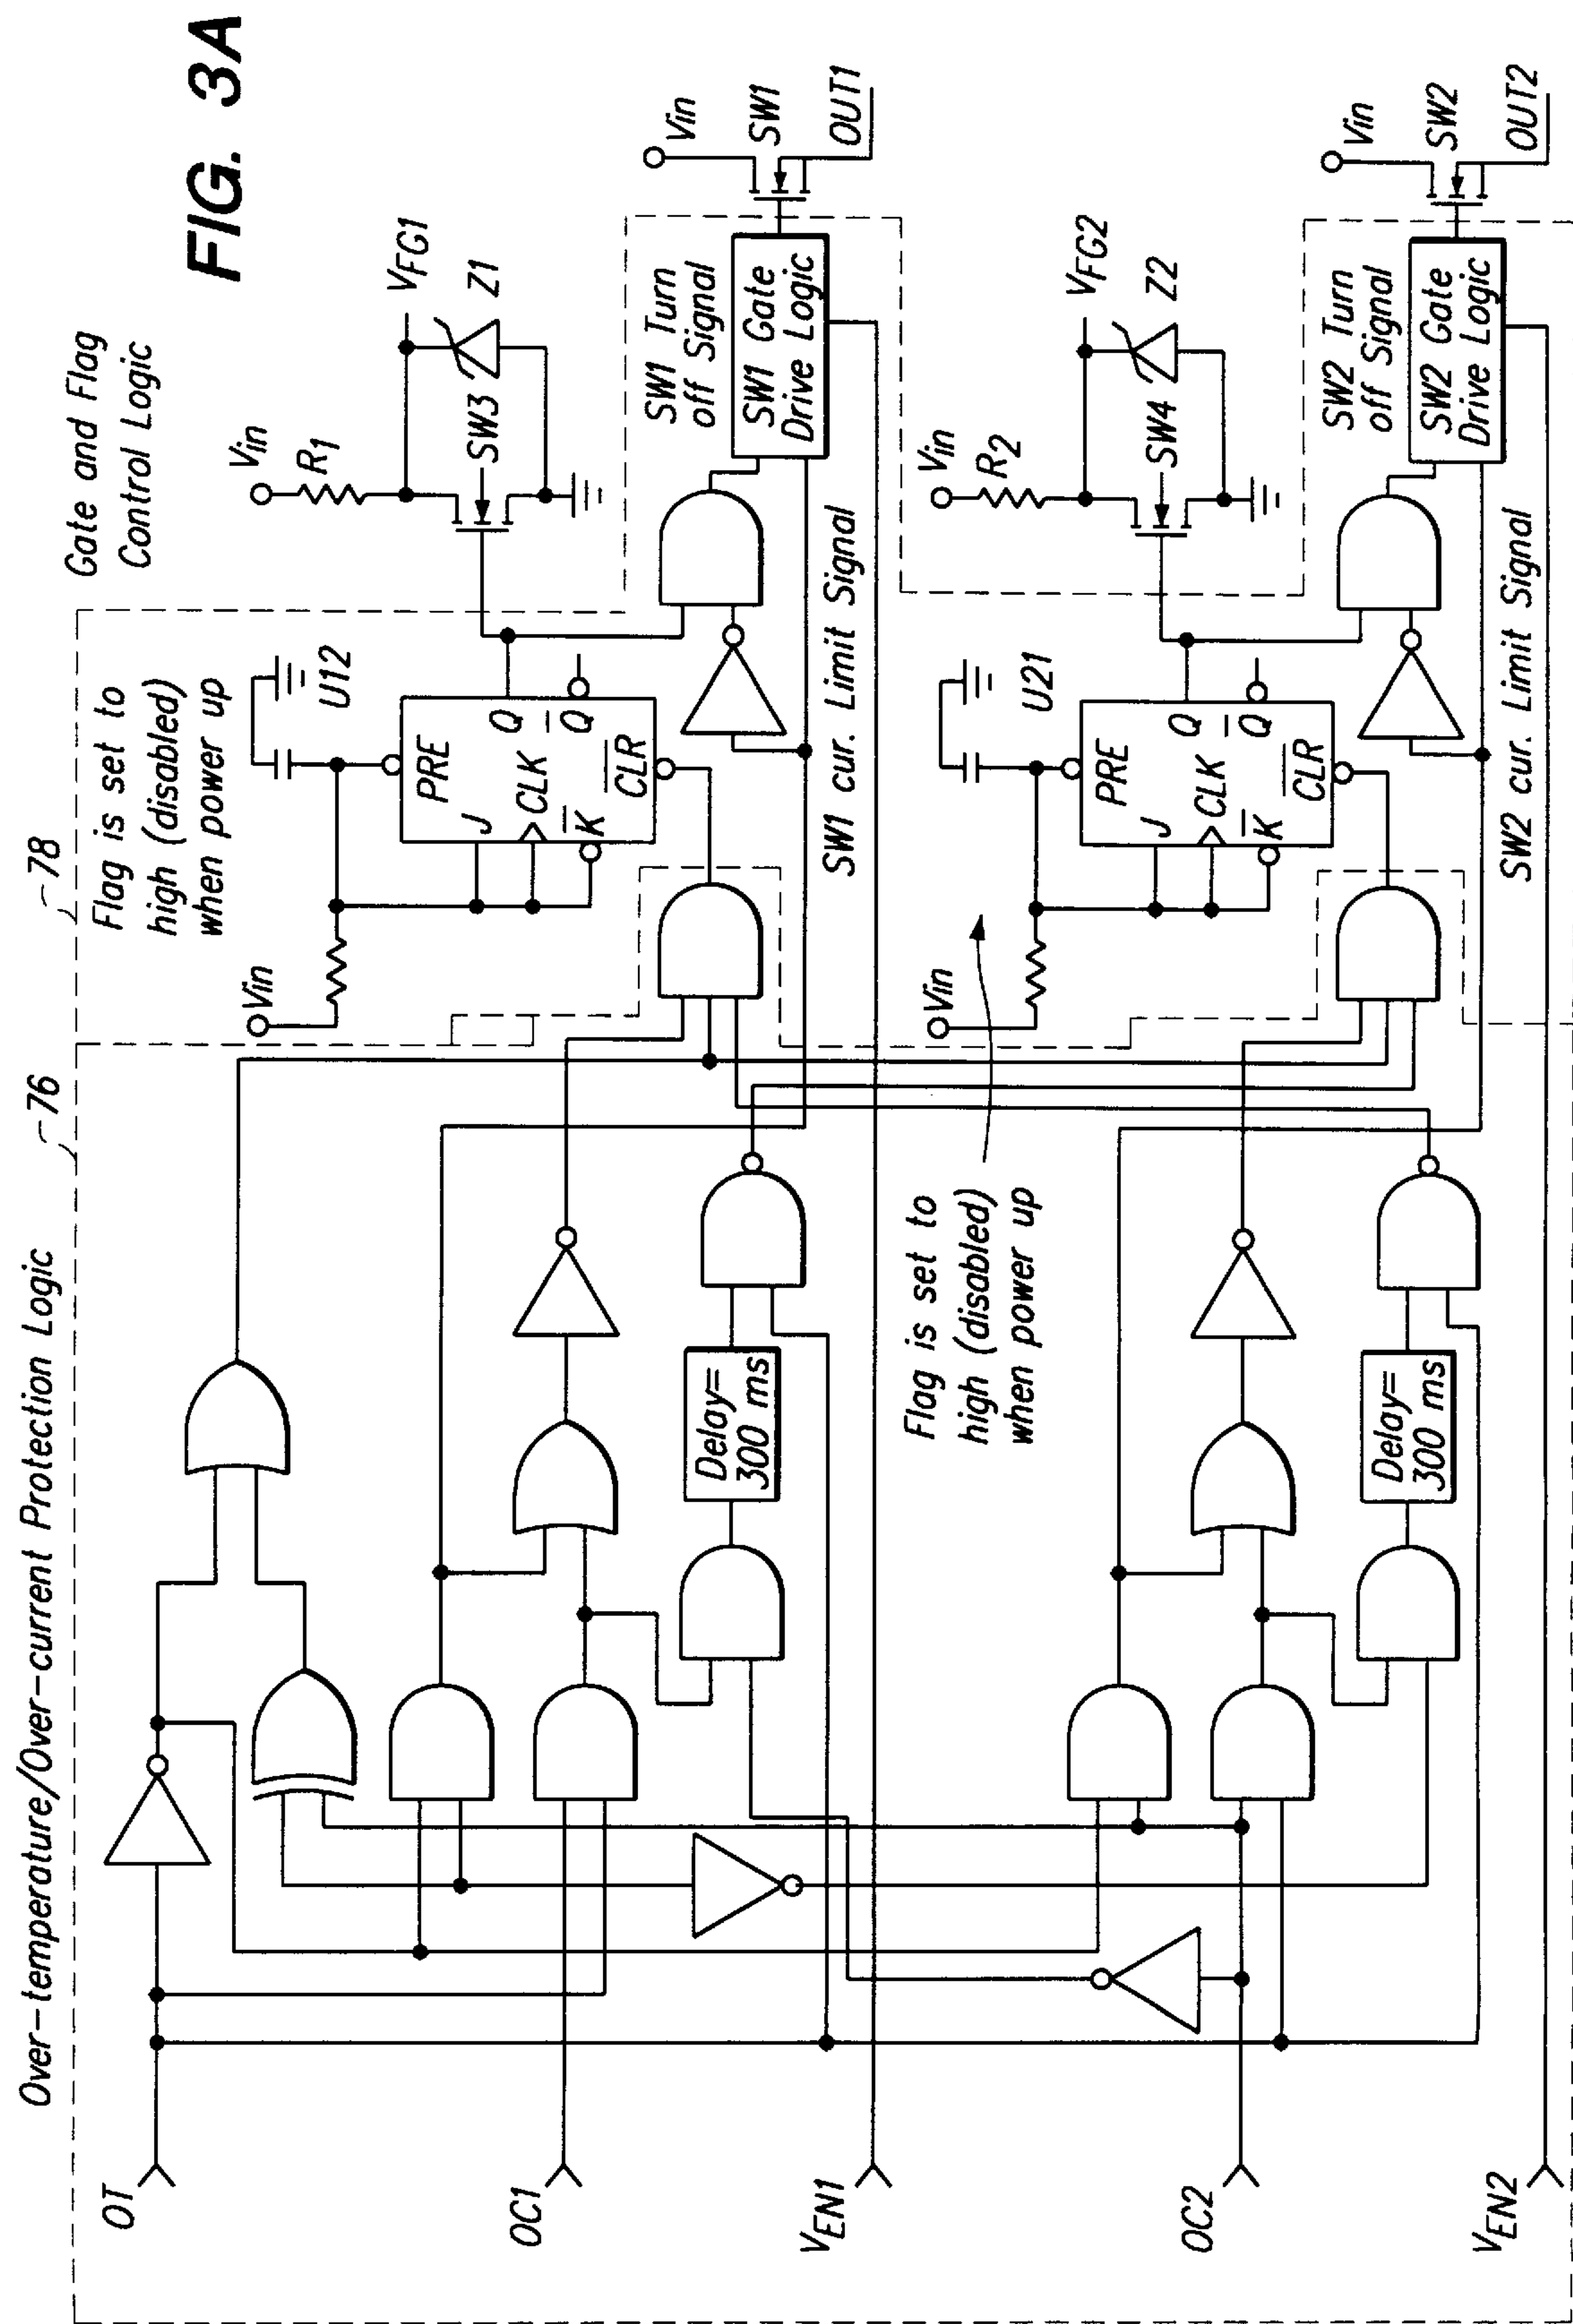 FIG. 3A
Over-temperature/Over-current Protection Logic
76
78
Gate and Flag
Control Logic
Flag is set to
high (disabled)
when power up
Vin
U12
PRE
J
CLK
K
Q
Q
CLR
Vin
R1
VFG1
SW3
Z1
SW1 Turn
off Signal
SW1 Gate
Drive Logic
Vin
SW1
OUT1
SW1 cur. Limit Signal
OT
OC1
VEN1
Delay=
300 ms
Flag is set to
high (disabled)
when power up
Vin
U21
PRE
J
CLK
K
Q
Q
CLR
Vin
R2
VFG2
SW4
Z2
SW2 Turn
off Signal
SW2 Gate
Drive Logic
Vin
SW2
OUT2
SW2 cur. Limit Signal
OC2
VEN2
Delay=
300 ms